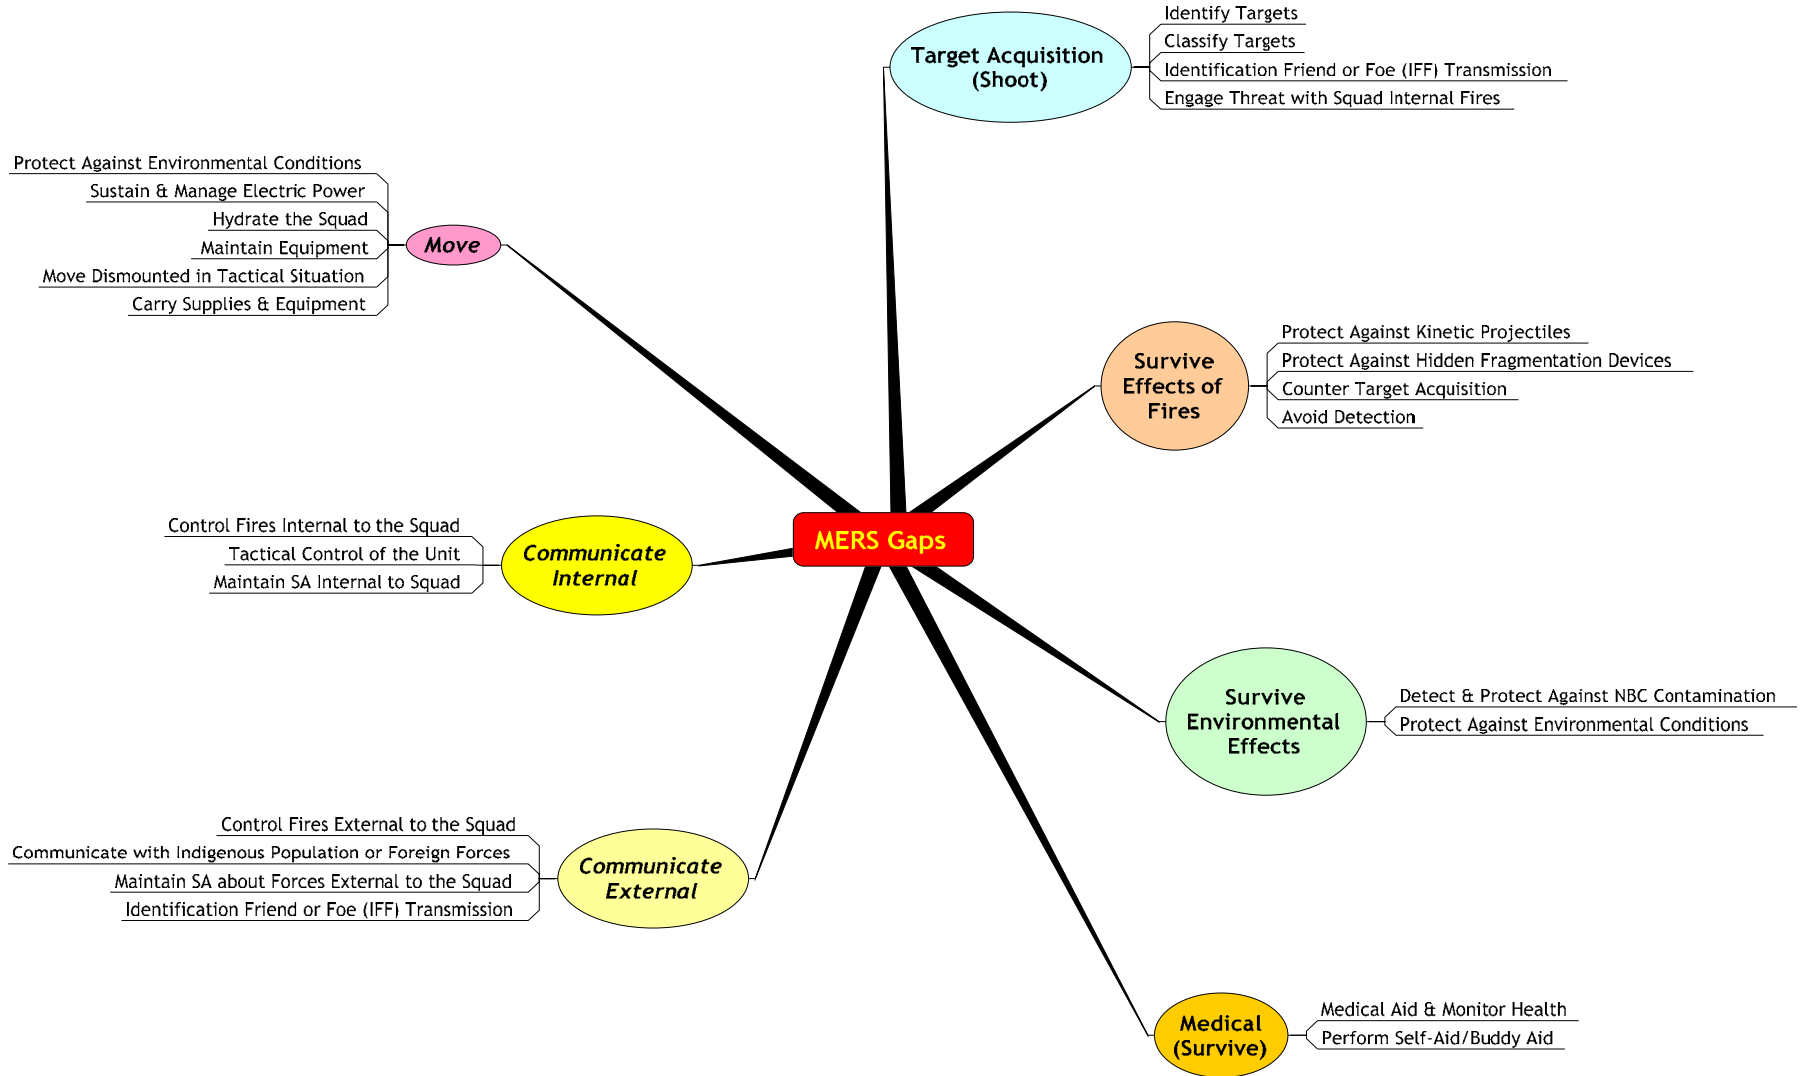 Target Acquisition
(Shoot)
Identify Targets
Classify Targets
Identification Friend or Foe (IFF) Transmission
Engage Threat with Squad Internal Fires
Protect Against Environmental Conditions
Sustain & Manage Electric Power
Hydrate the Squad
Maintain Equipment
Move Dismounted in Tactical Situation
Carry Supplies & Equipment
Move
Survive
Effects of
Fires
Protect Against Kinetic Projectiles
Protect Against Hidden Fragmentation Devices
Counter Target Acquisition
Avoid Detection
MERS Gaps
Control Fires Internal to the Squad
Tactical Control of the Unit
Maintain SA Internal to Squad
Communicate
Internal
Survive
Environmental
Effects
Detect & Protect Against NBC Contamination
Protect Against Environmental Conditions
Control Fires External to the Squad
Communicate with Indigenous Population or Foreign Forces
Maintain SA about Forces External to the Squad
Identification Friend or Foe (IFF) Transmission
Communicate
External
Medical
(Survive)
Medical Aid & Monitor Health
Perform Self-Aid/Buddy Aid